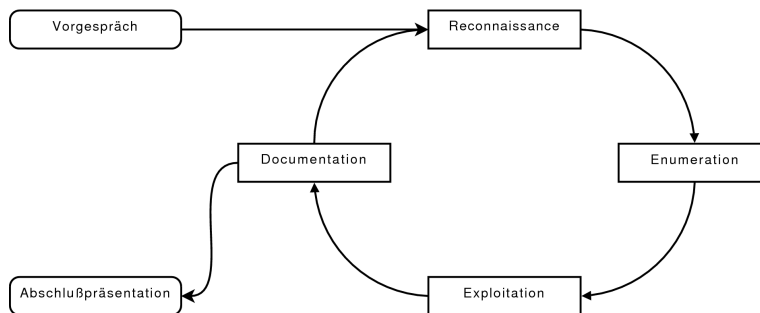 Vorgespräch
Reconnaissance
Documentation
Enumeration
Abschlußpräsentation
Exploitation